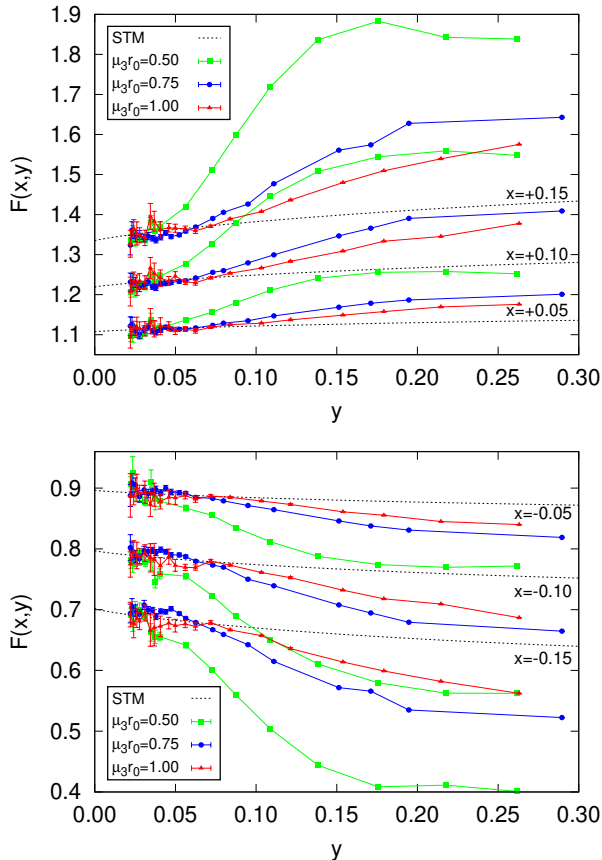 1.9
1.8
1.7
1.6
1.5
1.4
1.3
1.2
1.1
F(x,y)
STM
μ₃r₀=0.50
μ₃r₀=0.75
μ₃r₀=1.00
x=+0.15
x=+0.10
x=+0.05
0.00 0.05 0.10 0.15 0.20 0.25 0.30
y
0.9
0.8
0.7
0.6
0.5
0.4
F(x,y)
x=-0.05
x=-0.10
x=-0.15
STM
μ₃r₀=0.50
μ₃r₀=0.75
μ₃r₀=1.00
0.00 0.05 0.10 0.15 0.20 0.25 0.30
y